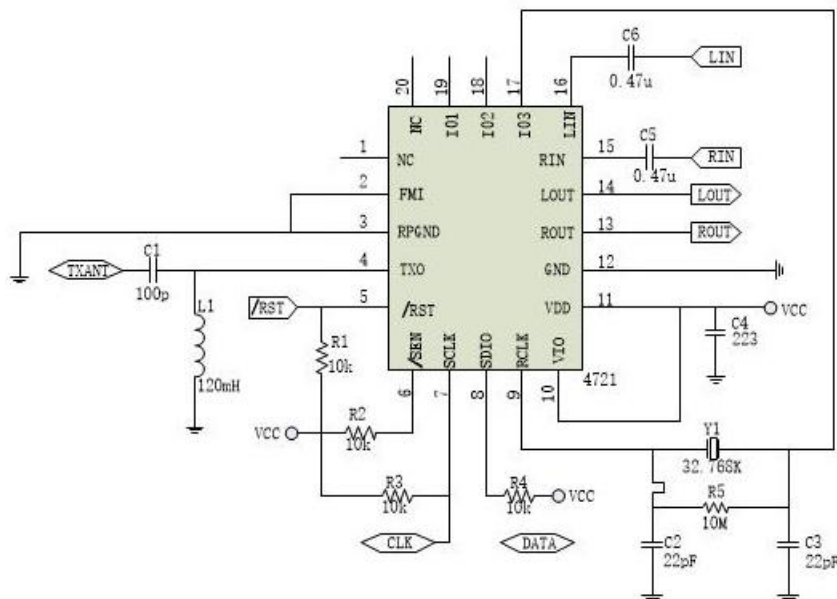 C6
LIN
0.47u
20
19
18
17
16
NC
IO1
IO2
IO3
LIN
1
NC
RIN
15
C5
RIN
0.47u
2
FMI
LOUT
14
LOUT
3
RPGND
ROUT
13
ROUT
TXANT
C1
100p
4
TXO
GND
12
/RST
5
/RST
VDD
11
VCC
L1
120mH
R1
10k
/SEN
SCLK
SDIO
RCLK
VIO
C4
223
4721
6
7
8
9
10
VCC
R2
10k
Y1
32.768K
R3
10k
R4
10k
VCC
R5
10M
CLK
DATA
C2
22pF
C3
22pF